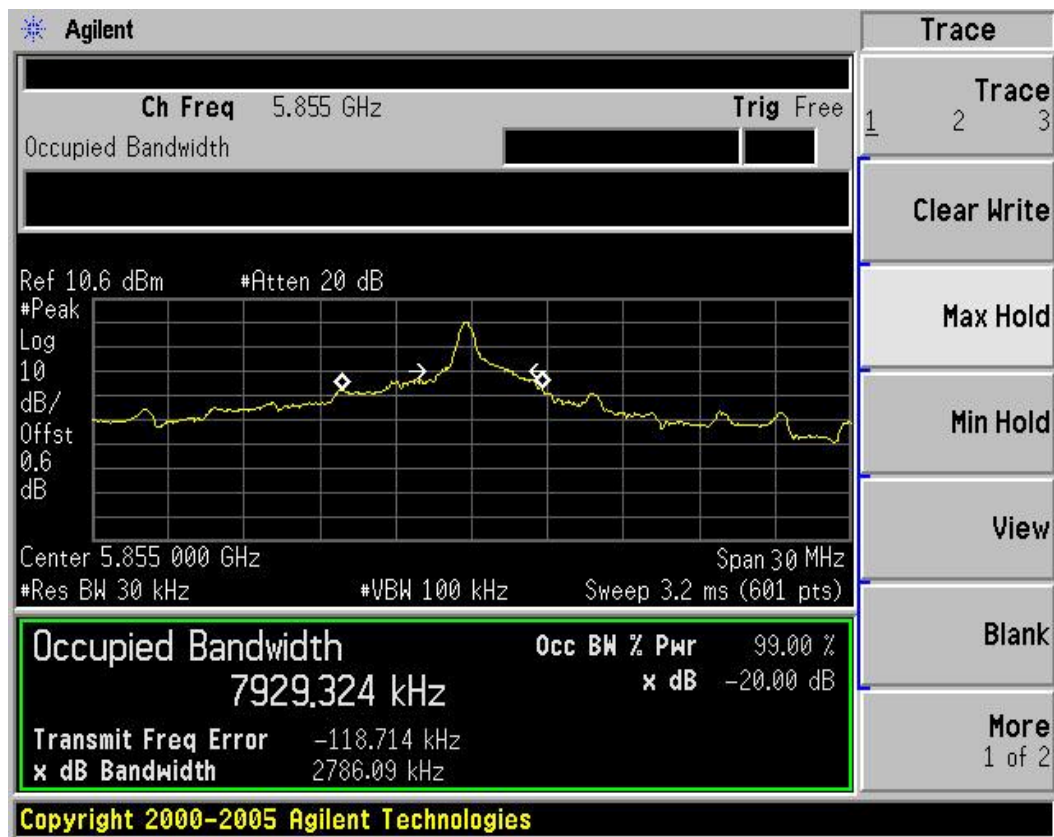 Agilent
Trace
Ch Freq 5.855 GHz Trig Free
Occupied Bandwidth
Ref 10.6 dBm #Atten 20 dB
#Peak
Log
10
dB/
Offst
0.6
dB
Center 5.855 000 GHz Span 30 MHz
#Res BW 30 kHz #VBW 100 kHz Sweep 3.2 ms (601 pts)
Occupied Bandwidth
7929.324 kHz
Occ BW % Pwr 99.00 %
x dB -20.00 dB
Transmit Freq Error -118.714 kHz
x dB Bandwidth 2786.09 kHz
Copyright 2000-2005 Agilent Technologies
Trace
1 2 3
Clear Write
Max Hold
Min Hold
View
Blank
More
1 of 2